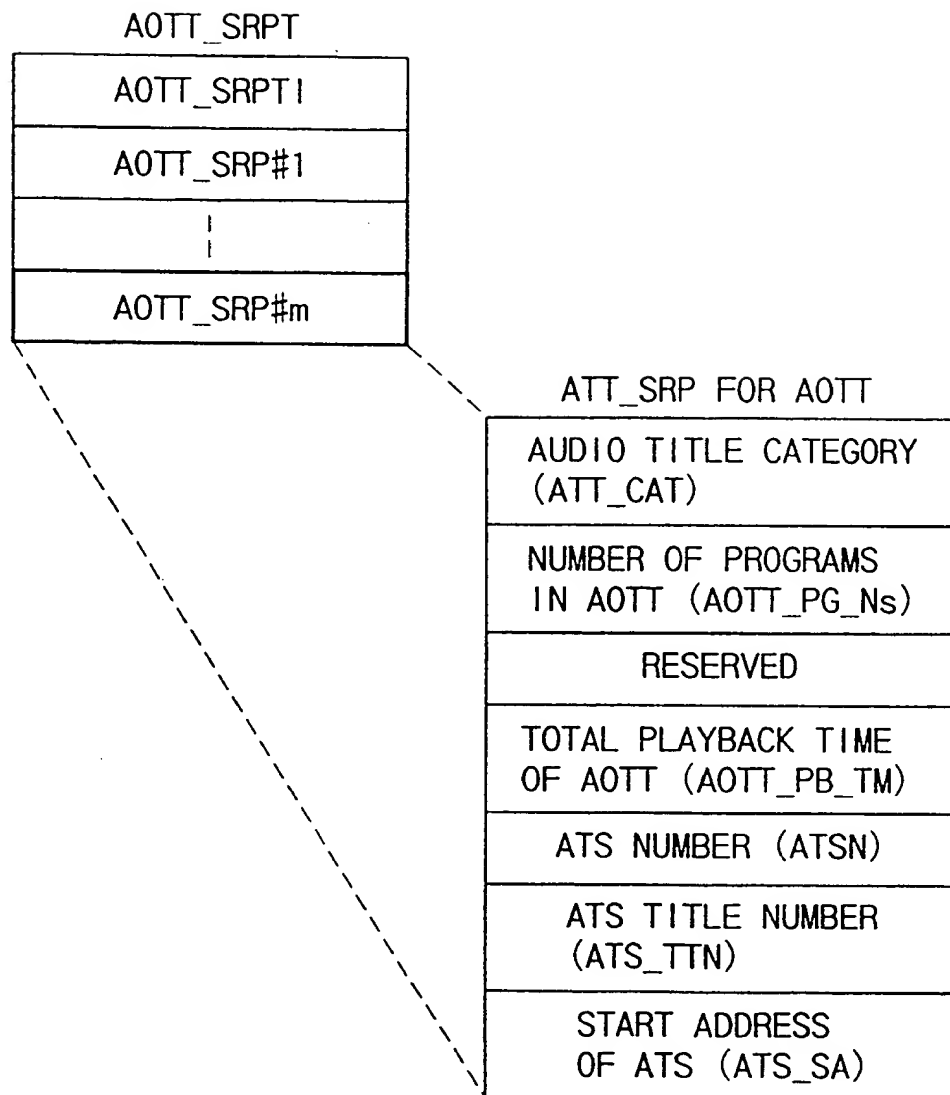 AOTT_SRPT
AOTT_SRPTI
AOTT_SRP#1
AOTT_SRP#m
ATT_SRP FOR AOTT
AUDIO TITLE CATEGORY
(ATT_CAT)
NUMBER OF PROGRAMS
IN AOTT (AOTT_PG_Ns)
RESERVED
TOTAL PLAYBACK TIME
OF AOTT (AOTT_PB_TM)
ATS NUMBER (ATSN)
ATS TITLE NUMBER
(ATS_TTN)
START ADDRESS
OF ATS (ATS_SA)